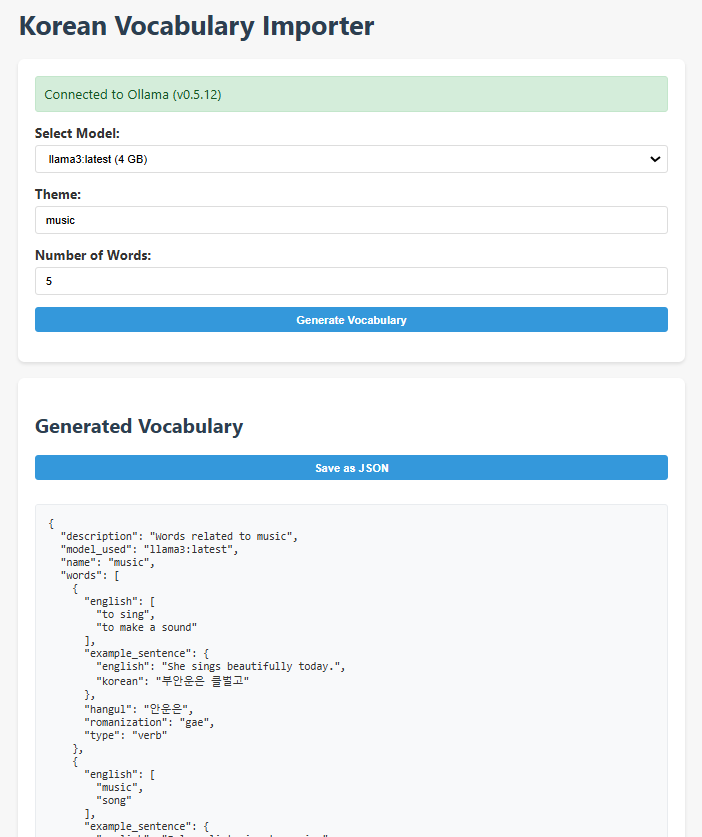 Korean Vocabulary Importer
Connected to Ollama (v0.5.12)
Select Model:
llama3:latest (4 GB)
Theme:
music
Number of Words:
5
Generate Vocabulary
Generated Vocabulary
Save as JSON
{
"description": "Words related to music",
"model_used": "llama3:latest",
"name": "music",
"words": [
{
"english": [
"to sing",
"to make a sound"
],
"example_sentence": {
"english": "She sings beautifully today.",
"korean": "부안운은 클벌고"
},
"hangul": "안운은",
"romanization": "gae",
"type": "verb"
},
{
"english": [
"music",
"song"
],
"example_sentence": {